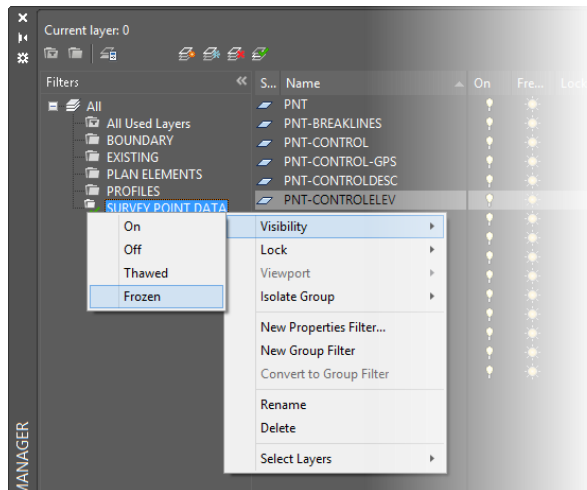 Current layer: 0
Filters
S... Name On Fre... Lock
All
All Used Layers
BOUNDARY
EXISTING
PLAN ELEMENTS
PROFILES
SURVEY POINT DATA
PNT
PNT-BREAKLINES
PNT-CONTROL
PNT-CONTROL-GPS
PNT-CONTROLDESC
PNT-CONTROLELEV
On
Off
Thawed
Frozen
Visibility
Lock
Viewport
Isolate Group
New Properties Filter...
New Group Filter
Convert to Group Filter
Rename
Delete
Select Layers
MANAGER